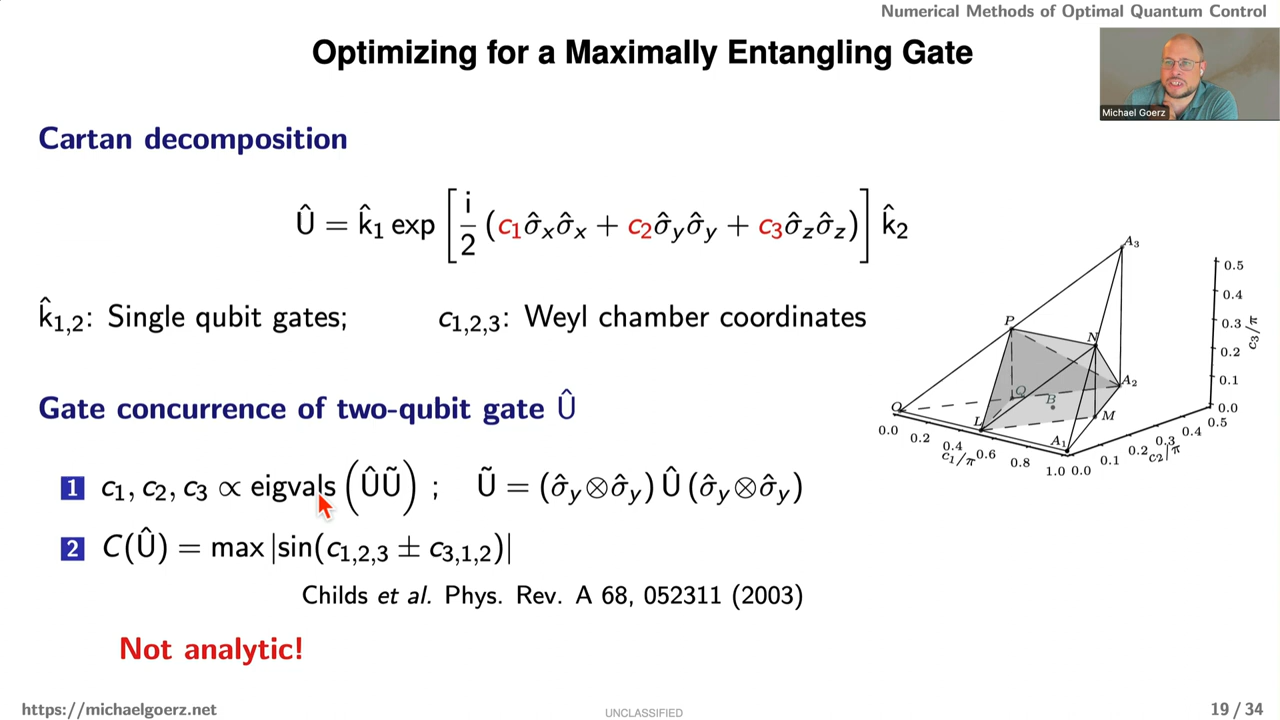 Numerical Methods of Optimal Quantum Control
Optimizing for a Maximally Entangling Gate
Michael Goerz
Cartan decomposition
Û = k̂₁ exp [ i/2 (c₁σ̂ₓσ̂ₓ + c₂σ̂ᵧσ̂ᵧ + c₃σ̂_zσ̂_z) ] k̂₂
k̂₁,₂: Single qubit gates; c₁,₂,₃: Weyl chamber coordinates
Gate concurrence of two-qubit gate Û
1 c₁, c₂, c₃ ∝ eigvals (ÛŨ) ; Ũ = (σ̂ᵧ⊗σ̂ᵧ) Û (σ̂ᵧ⊗σ̂ᵧ)
2 C(Û) = max |sin(c₁,₂,₃ ± c₃,₁,₂)|
Childs et al. Phys. Rev. A 68, 052311 (2003)
Not analytic!
A₃
P
N
A₂
Q
B
O
L
M
A₁
0.0 0.2 0.4 0.6 0.8 1.0
c₁/π
0.0 0.1 0.2 0.3 0.4 0.5
c₂/π
0.5
0.4
0.3
0.2
0.1
0.0
c₃/π
https://michaelgoerz.net
UNCLASSIFIED
19 / 34